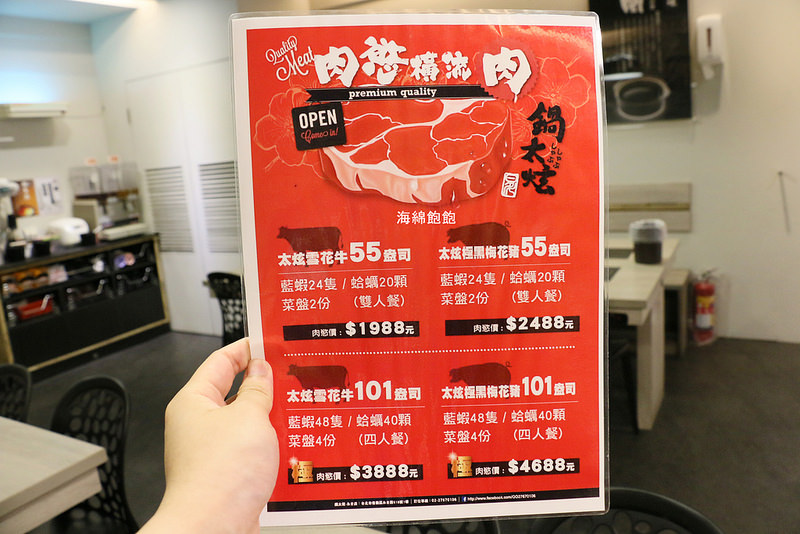 Quality Meat
肉慾橫流肉
premium quality
OPEN
Come in!
鍋太炫
しゃぶ
しゃぶ
海綿飽飽
太炫雪花牛55盎司
藍蝦24隻 / 蛤蠣20顆
菜盤2份 （雙人餐）
肉慾價：$1988元
太炫極黑梅花豬55盎司
藍蝦24隻 / 蛤蠣20顆
菜盤2份 （雙人餐）
肉慾價：$2488元
太炫雪花牛101盎司
藍蝦48隻 / 蛤蠣40顆
菜盤4份 （四人餐）
肉慾價：$3888元
太炫極黑梅花豬101盎司
藍蝦48隻 / 蛤蠣40顆
菜盤4份 （四人餐）
肉慾價：$4688元